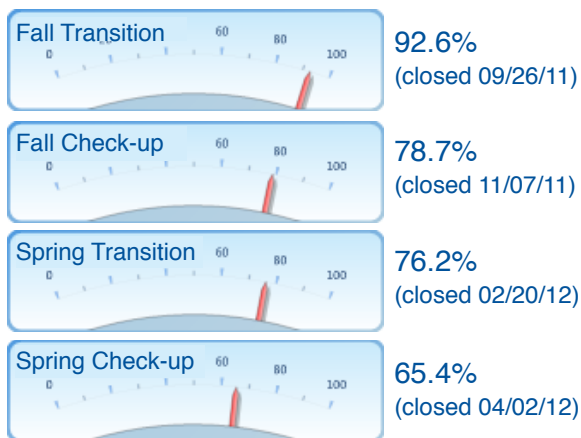 Fall Transition
0 60 80 100
92.6%
(closed 09/26/11)
Fall Check-up
0 60 80 100
78.7%
(closed 11/07/11)
Spring Transition
0 60 80 100
76.2%
(closed 02/20/12)
Spring Check-up
0 60 80 100
65.4%
(closed 04/02/12)